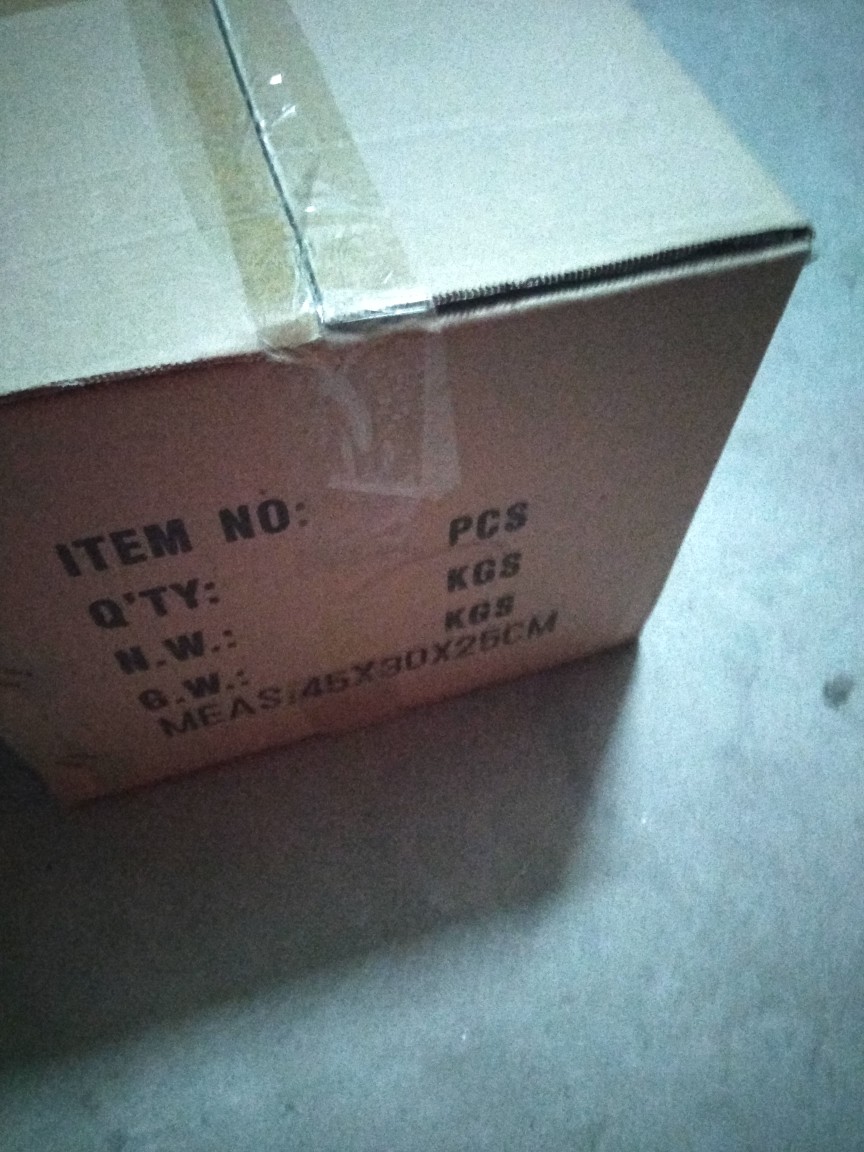 ITEM NO:
Q'TY: PCS
N.W.: KGS
G.W.: KGS
MEAS:45X30X25CM